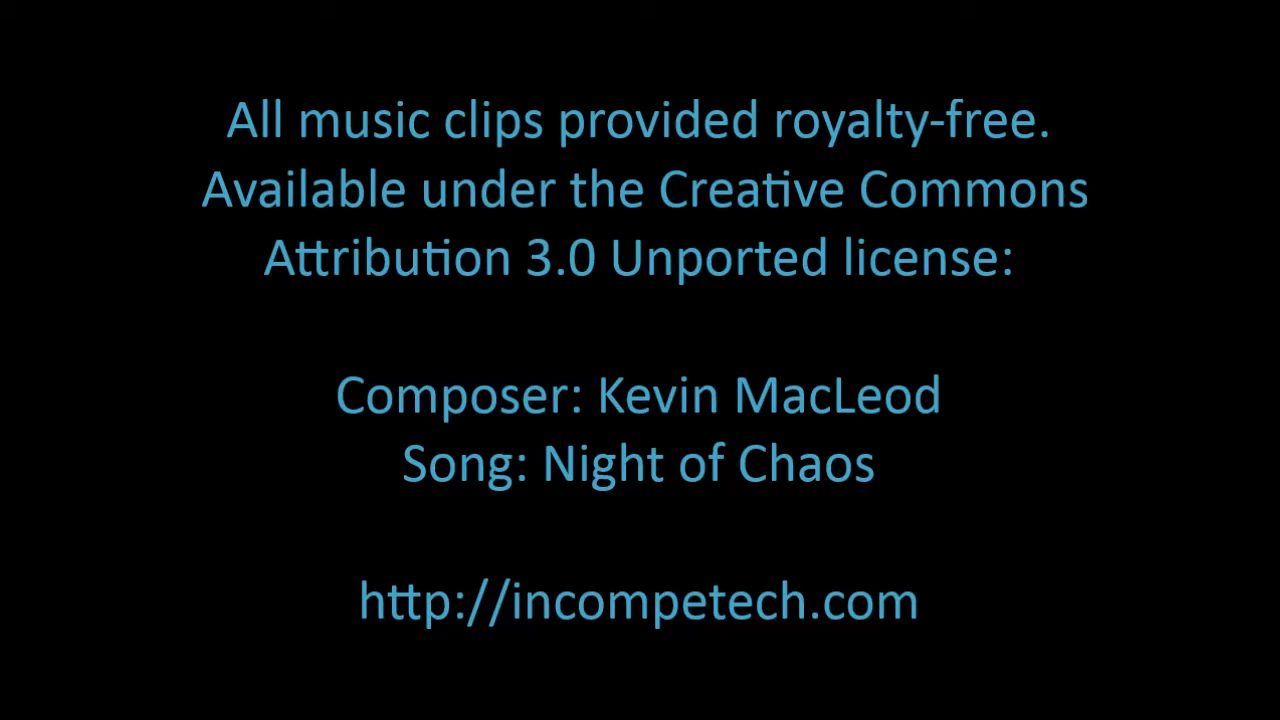 All music clips provided royalty-free.
Available under the Creative Commons
Attribution 3.0 Unported license:
Composer: Kevin MacLeod
Song: Night of Chaos
http://incompetech.com